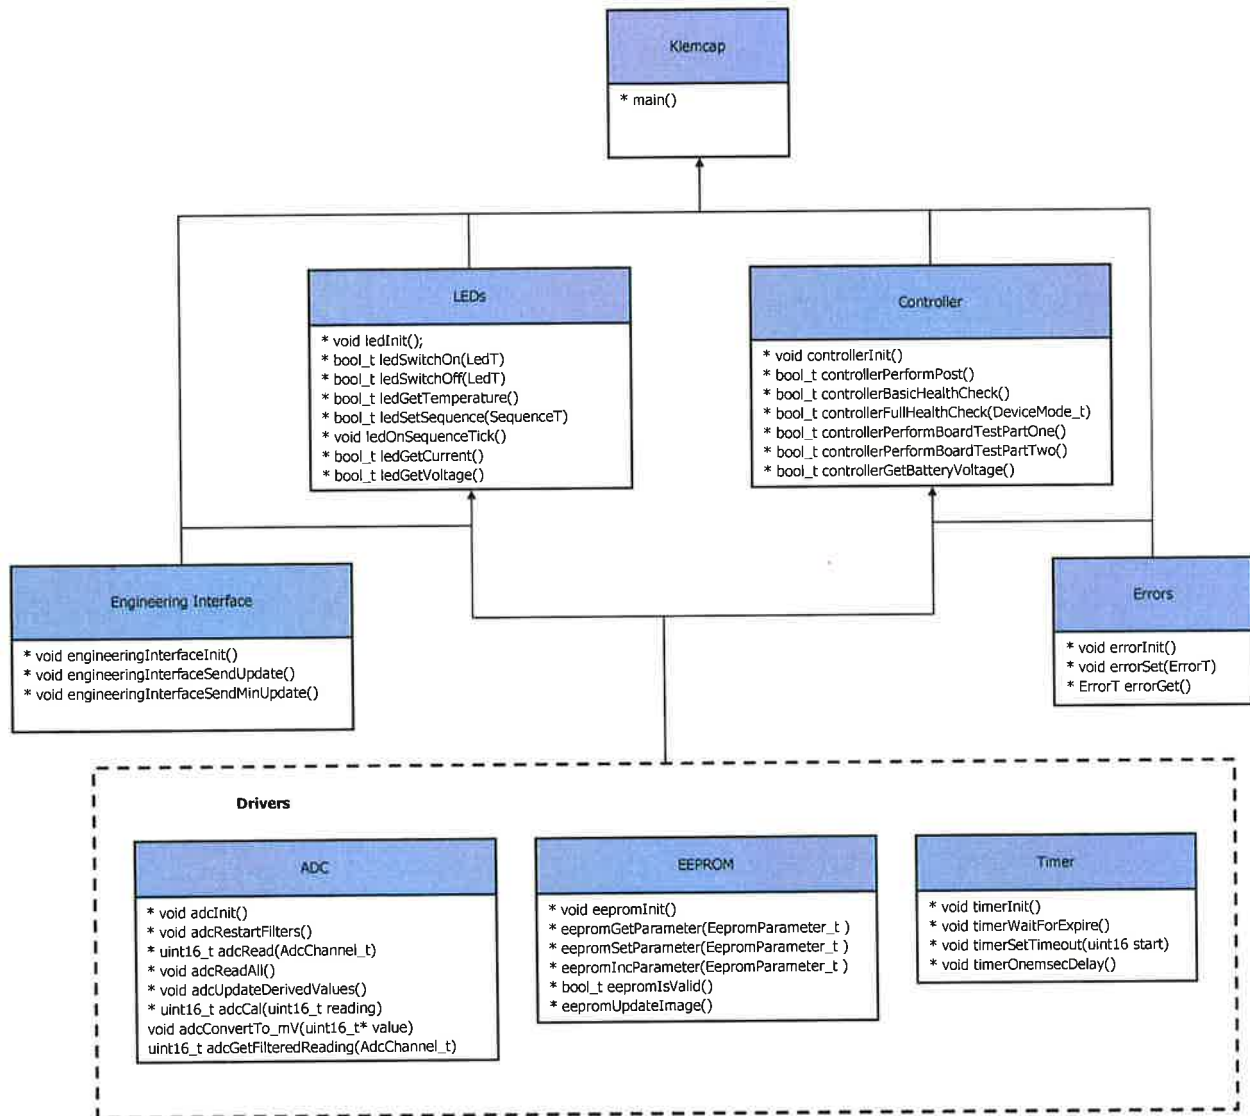 Klemcap
* main()
LEDs
* void ledInit();
* bool_t ledSwitchOn(LedT)
* bool_t ledSwitchOff(LedT)
* bool_t ledGetTemperature()
* bool_t ledSetSequence(SequenceT)
* void ledOnSequenceTick()
* bool_t ledGetCurrent()
* bool_t ledGetVoltage()
Controller
* void controllerInit()
* bool_t controllerPerformPost()
* bool_t controllerBasicHealthCheck()
* bool_t controllerFullHealthCheck(DeviceMode_t)
* bool_t controllerPerformBoardTestPartOne()
* bool_t controllerPerformBoardTestPartTwo()
* bool_t controllerGetBatteryVoltage()
Engineering Interface
* void engineeringInterfaceInit()
* void engineeringInterfaceSendUpdate()
* void engineeringInterfaceSendMinUpdate()
Errors
* void errorInit()
* void errorSet(ErrorT)
* ErrorT errorGet()
Drivers
ADC
* void adcInit()
* void adcRestartFilters()
* uint16_t adcRead(AdcChannel_t)
* void adcReadAll()
* void adcUpdateDerivedValues()
* uint16_t adcCal(uint16_t reading)
void adcConvertTo_mV(uint16_t* value)
uint16_t adcGetFilteredReading(AdcChannel_t)
EEPROM
* void eepromInit()
* eepromGetParameter(EepromParameter_t )
* eepromSetParameter(EepromParameter_t )
* eepromIncParameter(EepromParameter_t )
* bool_t eepromIsValid()
* eepromUpdateImage()
Timer
* void timerInit()
* void timerWaitForExpire()
* void timerSetTimeout(uint16 start)
* void timerOnemsecDelay()